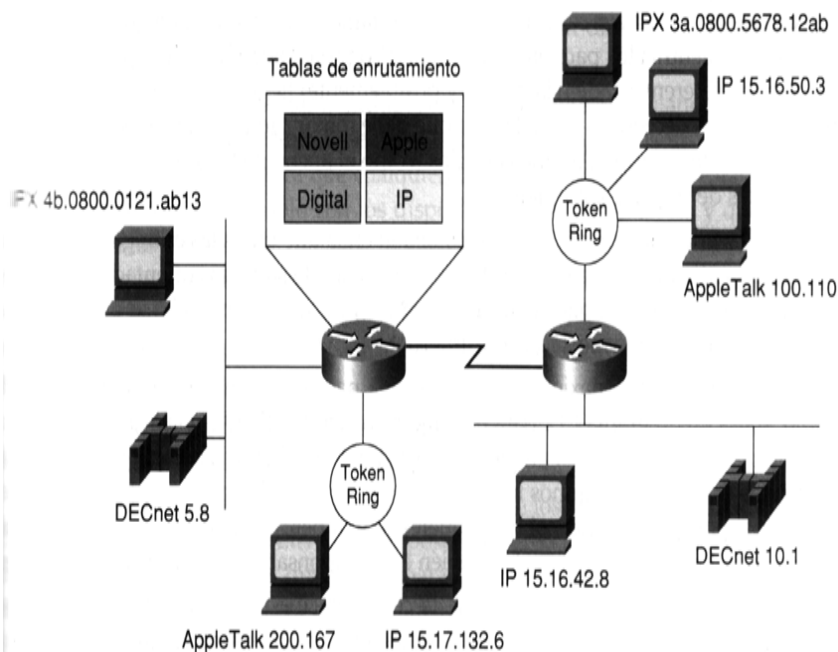 IPX 3a.0800.5678.12ab
Tablas de enrutamiento
IP 15.16.50.3
Novell
Apple
Digital
IP
IPX 4b.0800.0121.ab13
Token
Ring
AppleTalk 100.110
DECnet 5.8
Token
Ring
IP 15.16.42.8
DECnet 10.1
AppleTalk 200.167
IP 15.17.132.6